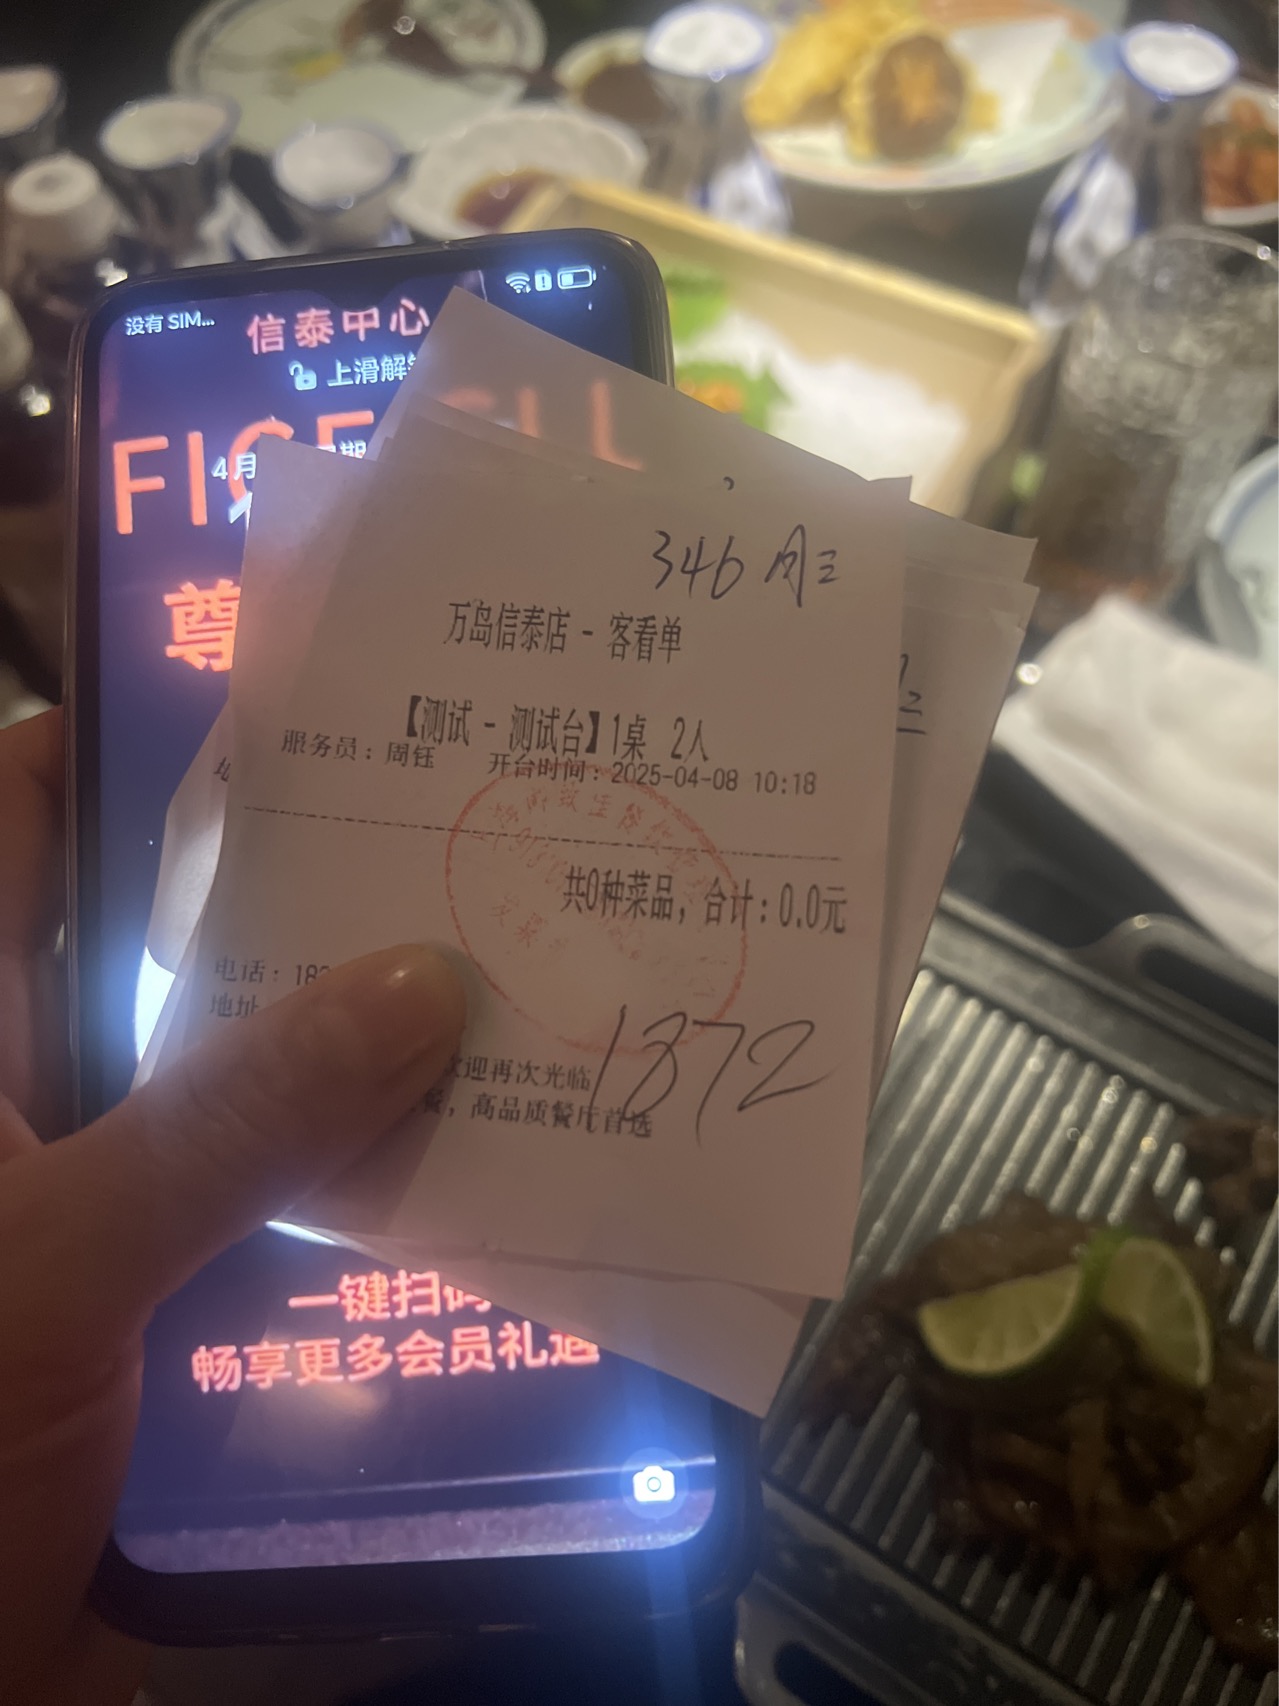 没有 SIM...
信泰中心
上滑解
4月
尊
346 月三
万岛信泰店 - 客看单
【测试 - 测试台】1桌 2人
服务员：周钰 开台时间：2025-04-08 10:18
共0种菜品，合计：0.0元
电话：18
地址
迎再次光临
1872
餐，高品质餐厅首选
一键扫码
畅享更多会员礼遇